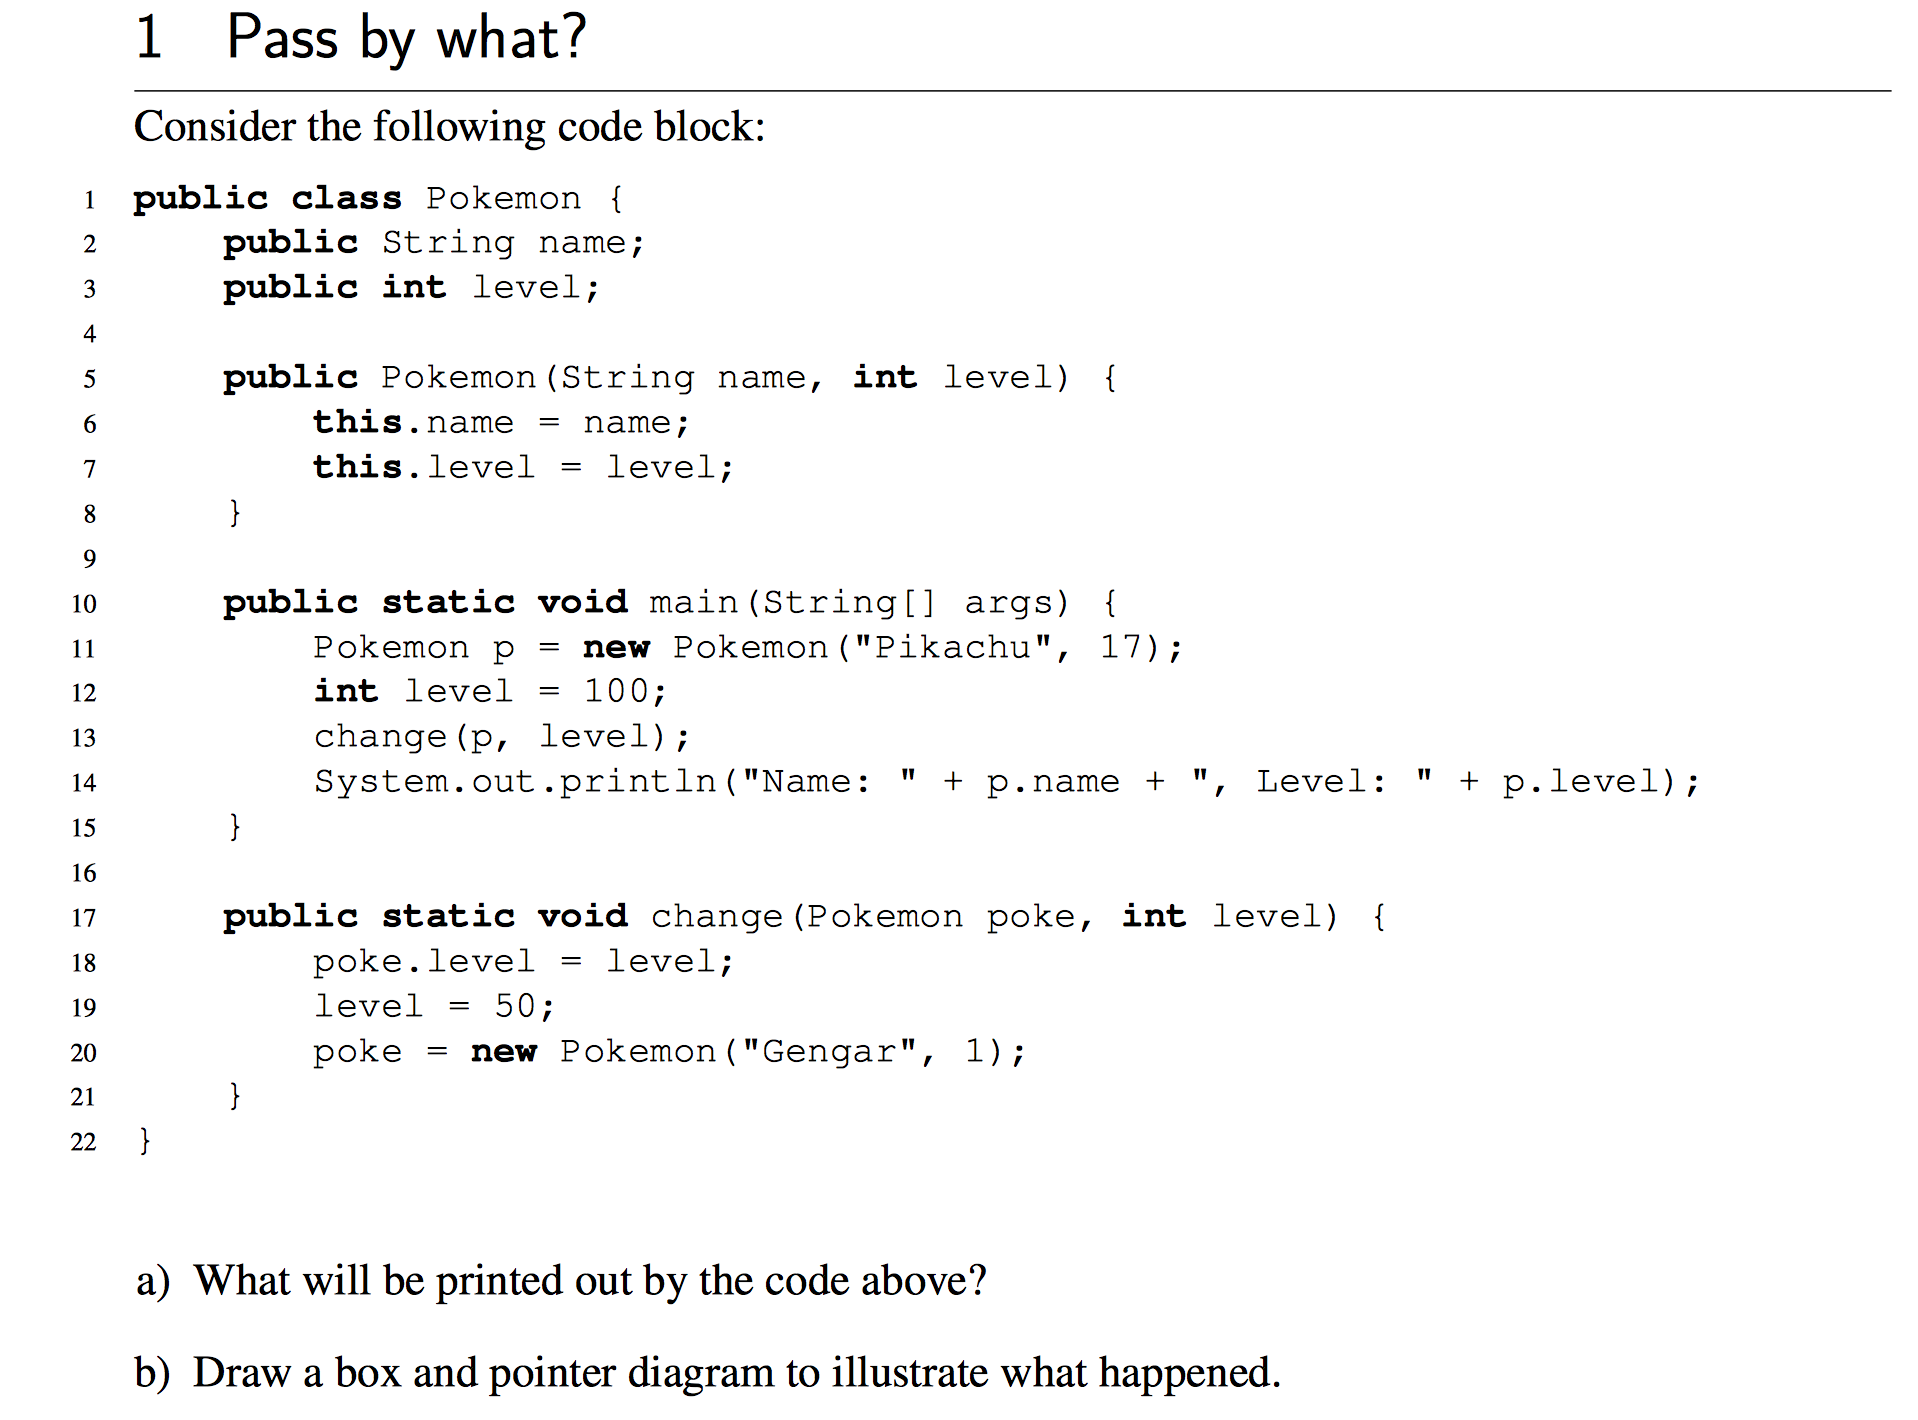 1 Pass by what?
Consider the following code block:
1 public class Pokemon {
2 public String name;
3 public int level;
4
5 public Pokemon(String name, int level) {
6 this.name = name;
7 this.level = level;
8 }
9
10 public static void main(String[] args) {
11 Pokemon p = new Pokemon("Pikachu", 17);
12 int level = 100;
13 change(p, level);
14 System.out.println("Name: " + p.name + ", Level: " + p.level);
15 }
16
17 public static void change(Pokemon poke, int level) {
18 poke.level = level;
19 level = 50;
20 poke = new Pokemon("Gengar", 1);
21 }
22 }
a) What will be printed out by the code above?
b) Draw a box and pointer diagram to illustrate what happened.